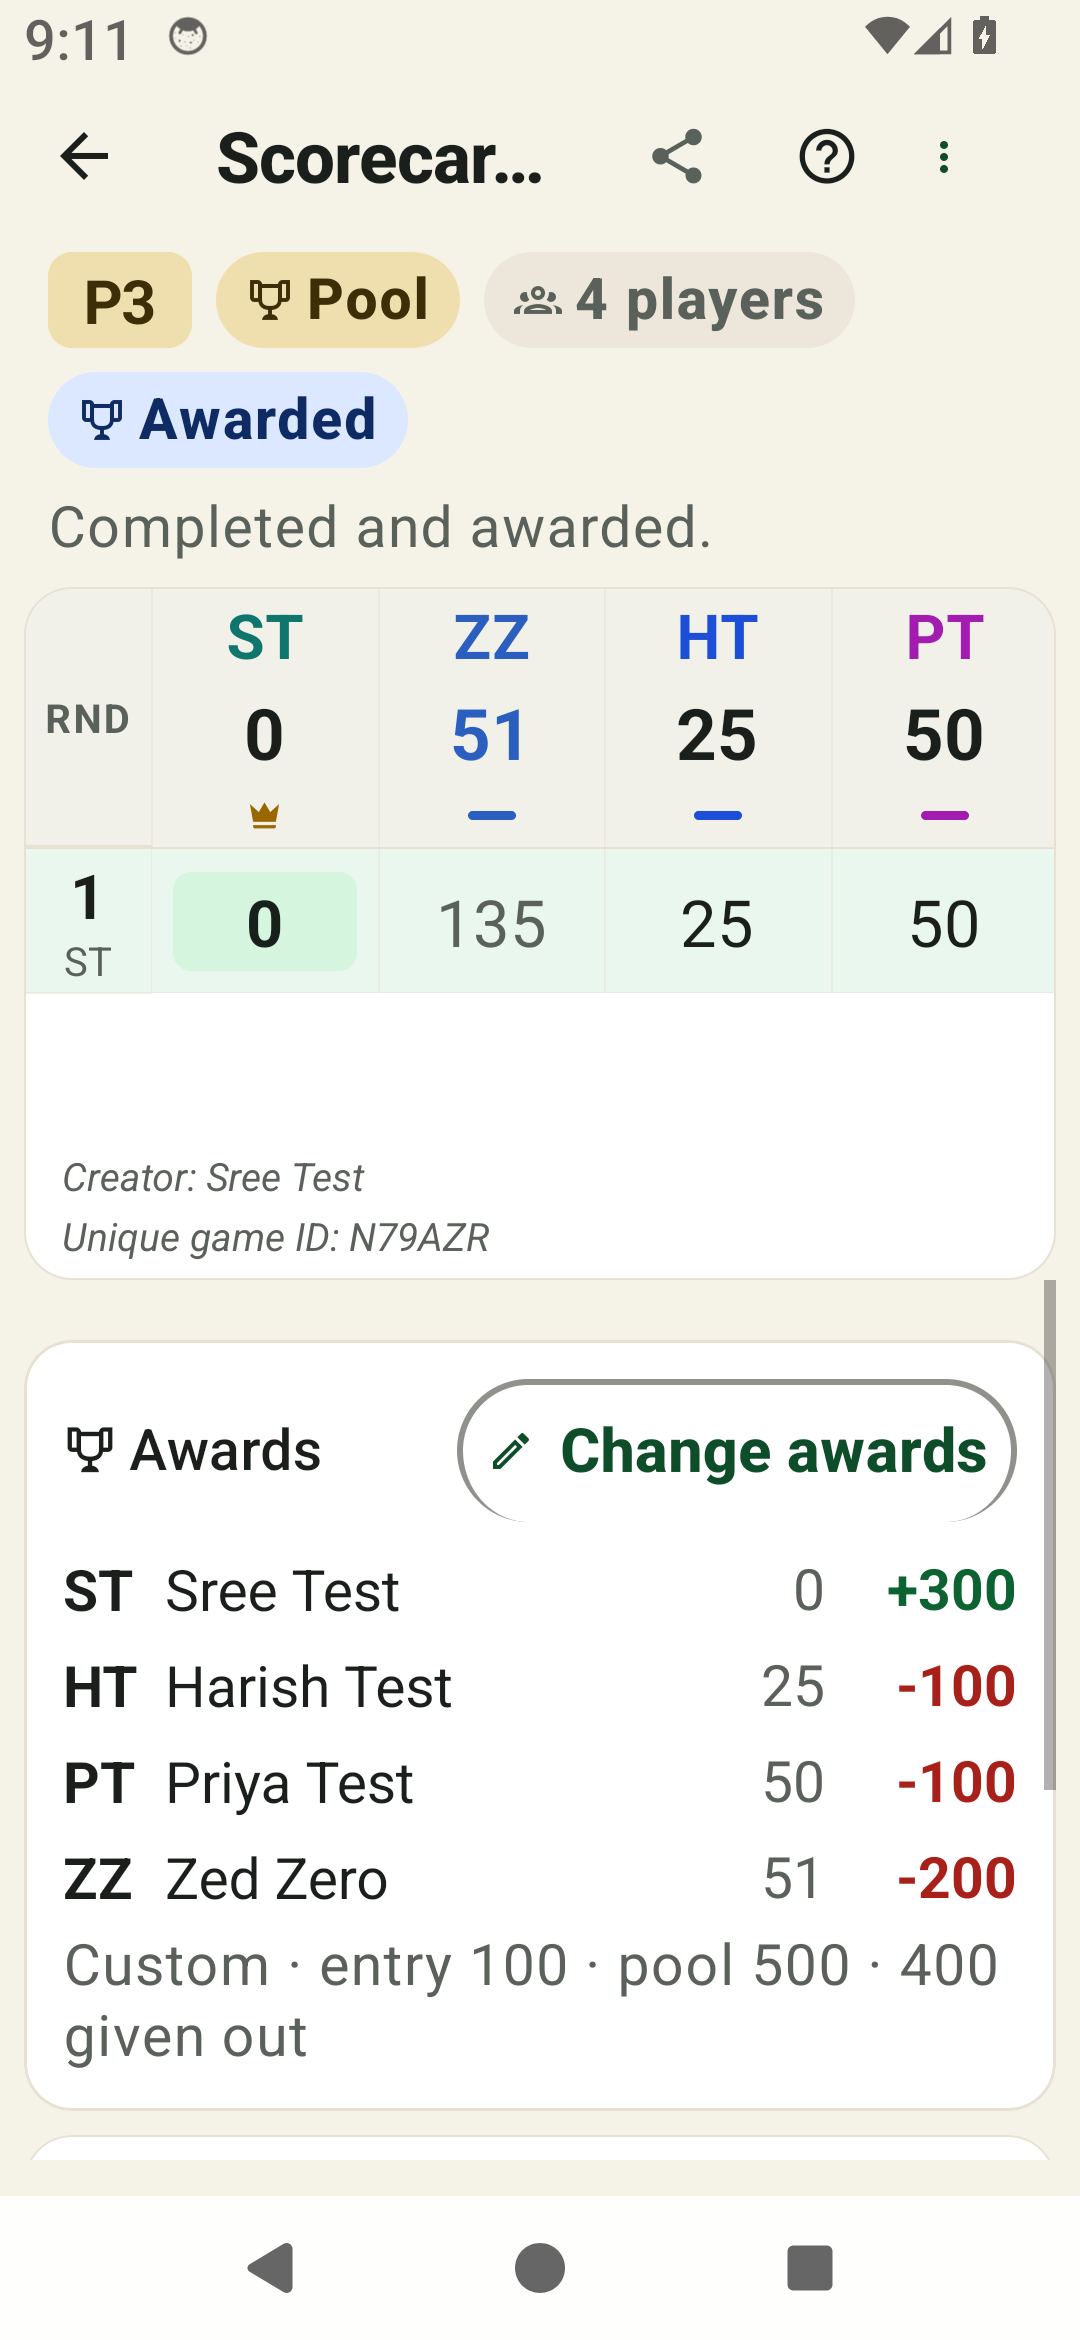 9:11
Scorecar...
P3 Pool 4 players
Awarded
Completed and awarded.
RND ST ZZ HT PT
0 51 25 50
1 0 135 25 50
ST
Creator: Sree Test
Unique game ID: N79AZR
Awards Change awards
ST Sree Test 0 +300
HT Harish Test 25 -100
PT Priya Test 50 -100
ZZ Zed Zero 51 -200
Custom · entry 100 · pool 500 · 400
given out